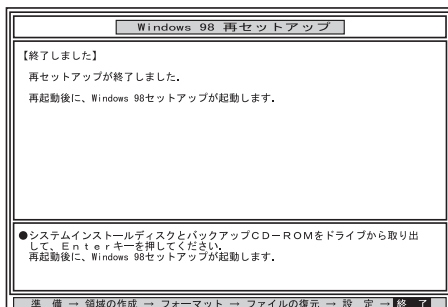 Windows 98 再セットアップ
【終了しました】
再セットアップが終了しました．
再起動後に、Windows 98セットアップが起動します．
●システムインストールディスクとバックアップCD－ROMをドライブから取り出
して、Enterキーを押してください．
再起動後に、Windows 98セットアップが起動します．
準　備 → 領域の作成 → フォーマット → ファイルの復元 → 設　定 → 終　了